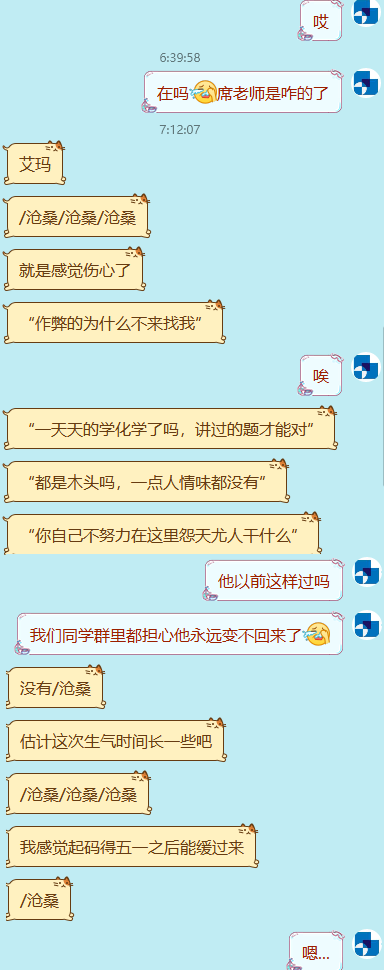 哎
6:39:58
在吗😂席老师是咋的了
7:12:07
艾玛
/沧桑/沧桑/沧桑
就是感觉伤心了
“作弊的为什么不来找我”
唉
“一天天的学化学了吗，讲过的题才能对”
“都是木头吗，一点人情味都没有”
“你自己不努力在这里怨天尤人干什么”
他以前这样过吗
我们同学群里都担心他永远变不回来了😂
没有/沧桑
估计这次生气时间长一些吧
/沧桑/沧桑/沧桑
我感觉起码得五一之后能缓过来
/沧桑
嗯...